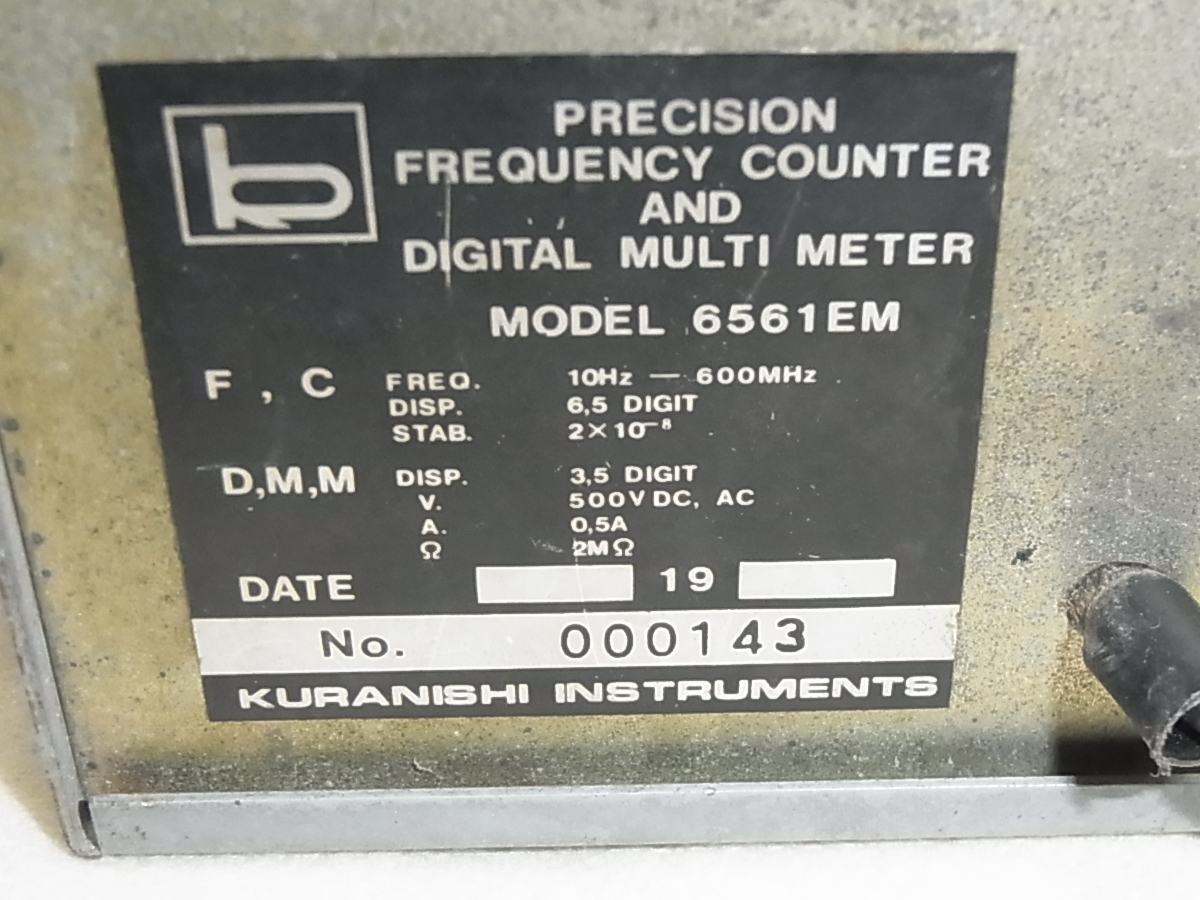 PRECISION
FREQUENCY COUNTER
AND
DIGITAL MULTI METER
MODEL 6561EM
F , C FREQ. 10Hz — 600MHz
DISP. 6,5 DIGIT
STAB. 2×10⁻⁸
D,M,M DISP. 3,5 DIGIT
V. 500V DC, AC
A. 0,5A
Ω 2MΩ
DATE 19
No. 000143
KURANISHI INSTRUMENTS